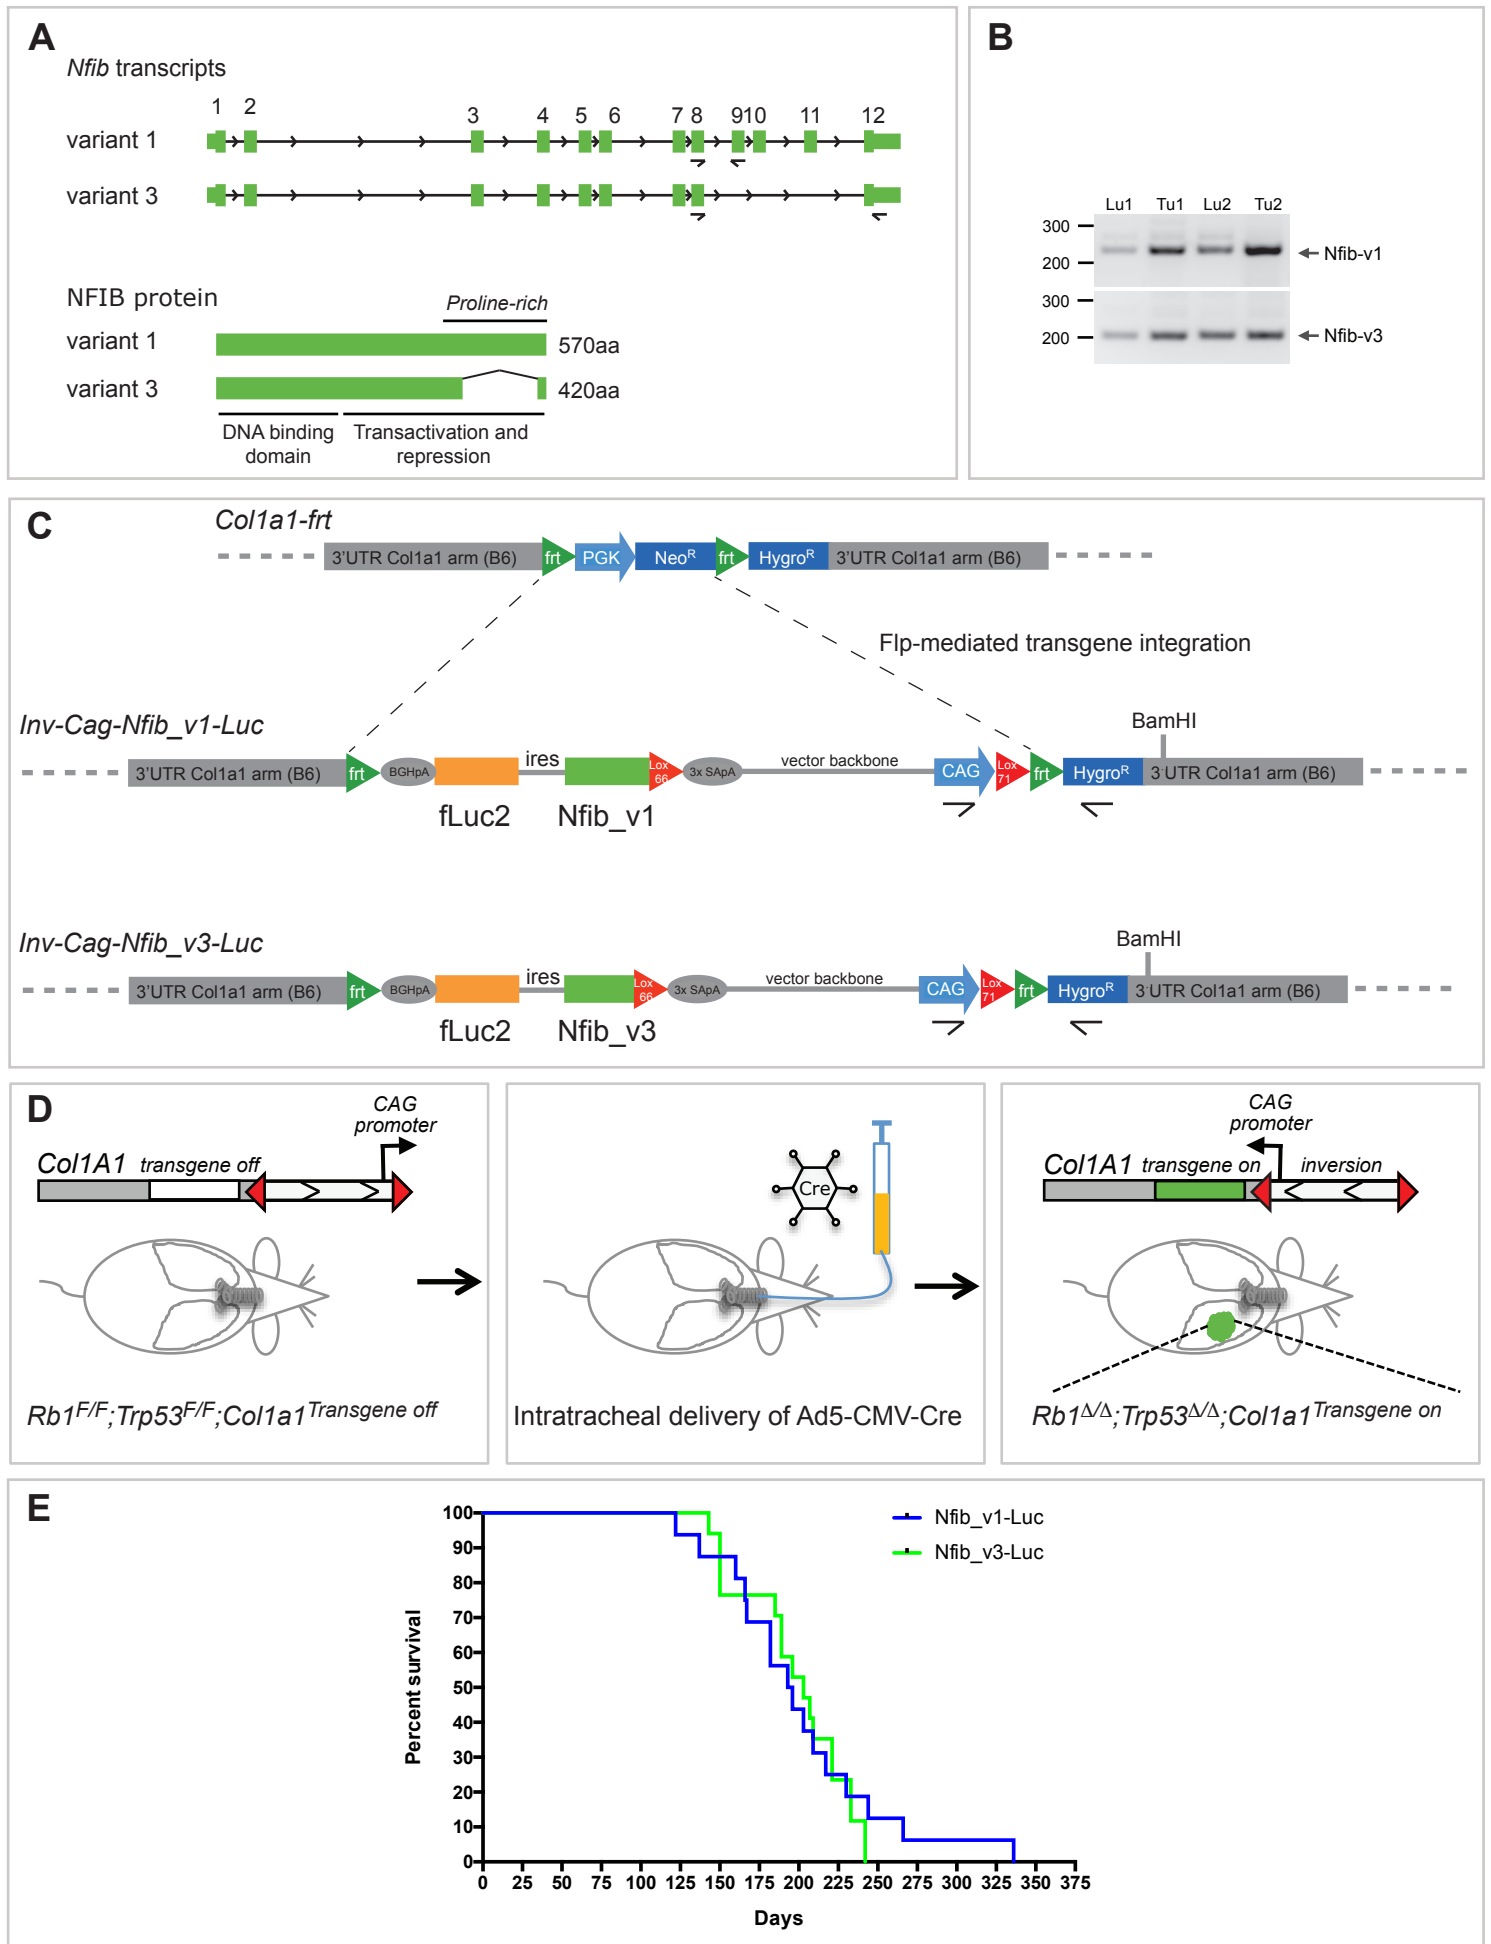 A
Nfib transcripts
1 2 3 4 5 6 7 8 9 10 11 12
variant 1
variant 3
NFIB protein
Proline-rich
variant 1
570aa
variant 3
420aa
DNA binding
domain
Transactivation and
repression
B
Lu1 Tu1 Lu2 Tu2
300
200
Nfib-v1
300
200
Nfib-v3
C
Col1a1-frt
3'UTR Col1a1 arm (B6) frt PGK NeoR frt HygroR 3'UTR Col1a1 arm (B6)
Flp-mediated transgene integration
Inv-Cag-Nfib_v1-Luc
BamHI
3'UTR Col1a1 arm (B6) frt BGHpA ires Lox 66 3x SApA vector backbone CAG Lox 71 frt HygroR 3'UTR Col1a1 arm (B6)
fLuc2 Nfib_v1
Inv-Cag-Nfib_v3-Luc
BamHI
3'UTR Col1a1 arm (B6) frt BGHpA ires Lox 66 3x SApA vector backbone CAG Lox 71 frt HygroR 3'UTR Col1a1 arm (B6)
fLuc2 Nfib_v3
D
CAG
promoter
Col1A1 transgene off
Rb1F/F;Trp53F/F;Col1a1Transgene off
Cre
Intratracheal delivery of Ad5-CMV-Cre
CAG
promoter
Col1A1 transgene on inversion
Rb1Δ/Δ;Trp53Δ/Δ;Col1a1Transgene on
E
Nfib_v1-Luc
Nfib_v3-Luc
Percent survival
100
90
80
70
60
50
40
30
20
10
0
0 25 50 75 100 125 150 175 200 225 250 275 300 325 350 375
Days